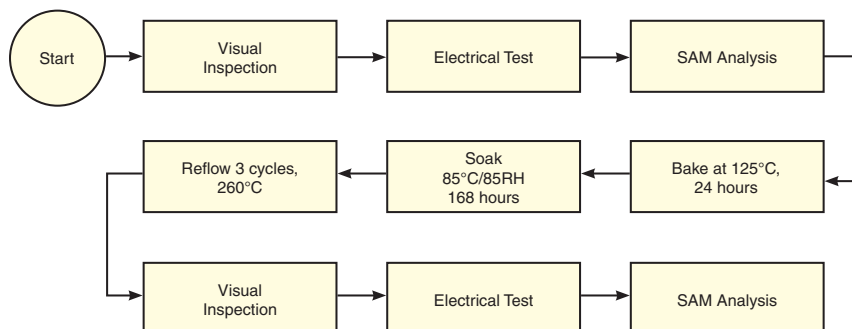 Start
Visual
Inspection
Electrical Test
SAM Analysis
Reflow 3 cycles,
260°C
Soak
85°C/85RH
168 hours
Bake at 125°C,
24 hours
Visual
Inspection
Electrical Test
SAM Analysis